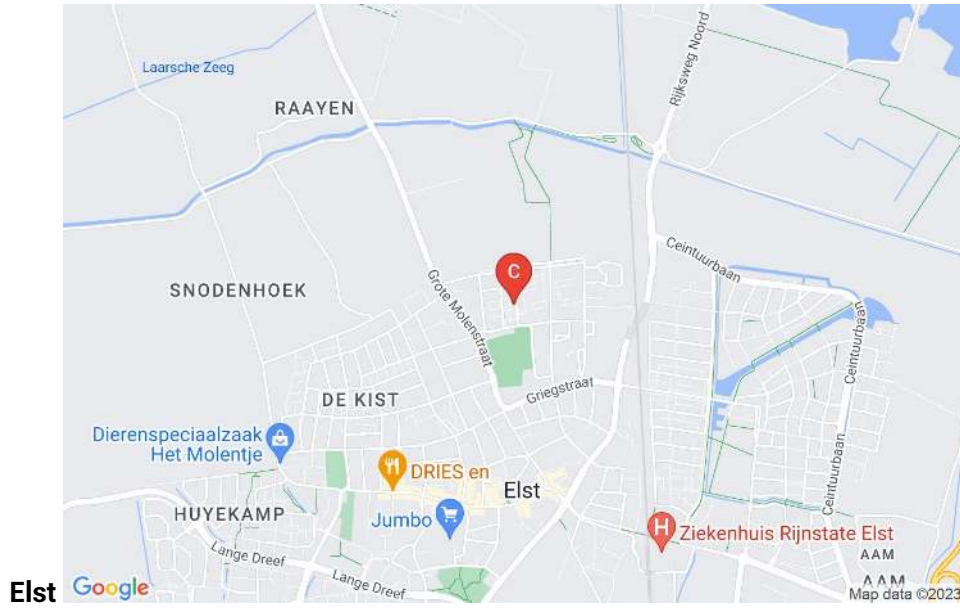 Laarsche Zeeg
RAAYEN
Rijksweg Noord
Ceintuurbaan
C
SNODENHOEK
Grote Molenstraat
Ceintuurbaan
Griegstraat
DE KIST
Dierenspeciaalzaak
Het Molentje
DRIES en
Elst
Ceintuurbaan
HUYEKAMP
Jumbo
H
Ziekenhuis Rijnstate Elst
Lange Dreef
AAM
Lange Dreef
AAM
Elst
Google
Map data ©2023